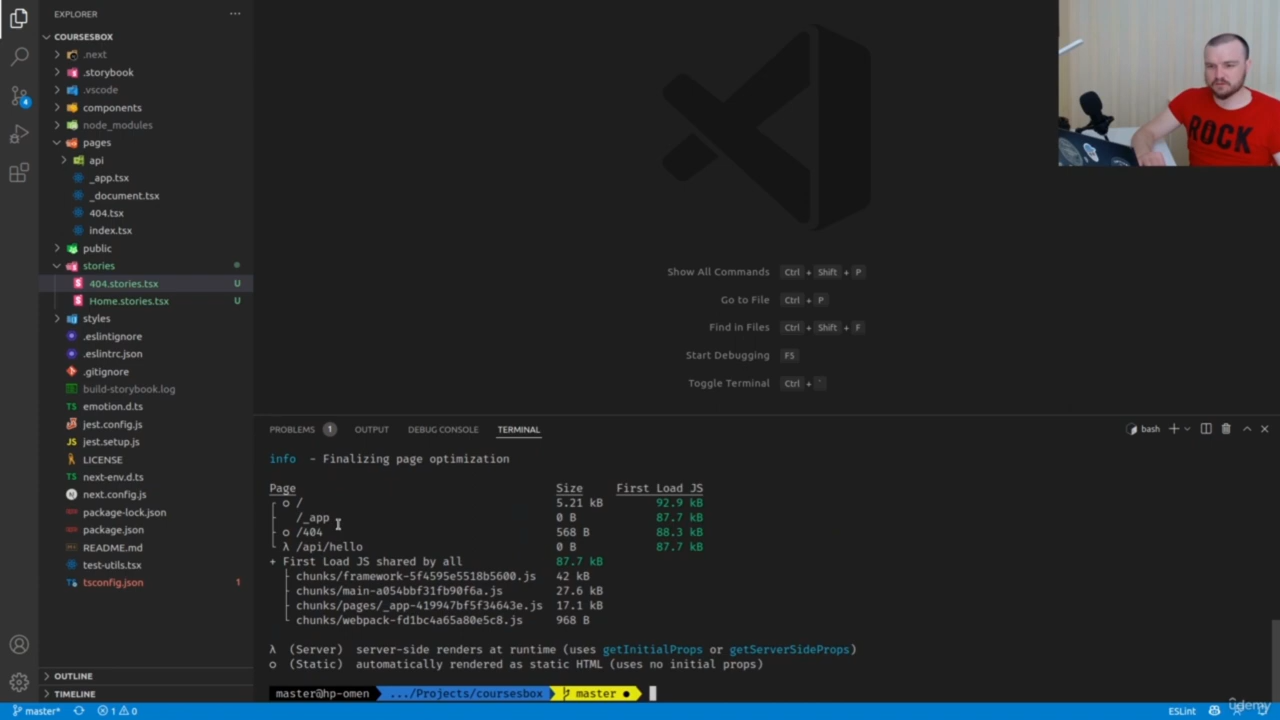 EXPLORER
COURSESBOX
.next
.storybook
.vscode
components
node_modules
pages
api
_app.tsx
_document.tsx
404.tsx
index.tsx
public
stories
404.stories.tsx U
Home.stories.tsx U
styles
.eslintignore
.eslintrc.json
.gitignore
build-storybook.log
emotion.d.ts
jest.config.js
jest.setup.js
LICENSE
next-env.d.ts
next.config.js
package-lock.json
package.json
README.md
test-utils.tsx
tsconfig.json 1
OUTLINE
TIMELINE
4
ROCK
Show All Commands Ctrl + Shift + P
Go to File Ctrl + P
Find in Files Ctrl + Shift + F
Start Debugging F5
Toggle Terminal Ctrl + `
PROBLEMS 1 OUTPUT DEBUG CONSOLE TERMINAL bash
info - Finalizing page optimization
Page Size First Load JS
┌ ○ / 5.21 kB 92.9 kB
├ /_app 0 B 87.7 kB
├ ○ /404 568 B 88.3 kB
└ λ /api/hello 0 B 87.7 kB
+ First Load JS shared by all 87.7 kB
├ chunks/framework-5f4595e5518b5600.js 42 kB
├ chunks/main-a054bbf31fb90f6a.js 27.6 kB
├ chunks/pages/_app-419947bf5f34643e.js 17.1 kB
└ chunks/webpack-fd1bc4a65a80e5c8.js 968 B
λ (Server) server-side renders at runtime (uses getInitialProps or getServerSideProps)
○ (Static) automatically rendered as static HTML (uses no initial props)
master@hp-omen .../Projects/coursesbox master ●
master* 1 0 ESLint
udemy